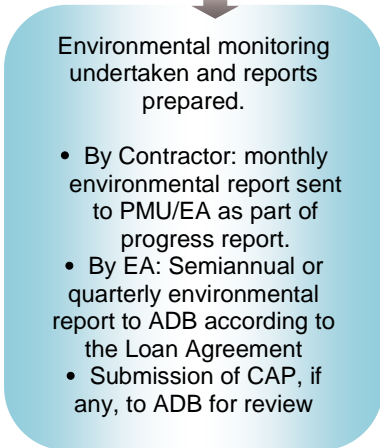 Environmental monitoring
undertaken and reports
prepared.
• By Contractor: monthly
environmental report sent
to PMU/EA as part of
progress report.
• By EA: Semiannual or
quarterly environmental
report to ADB according to
the Loan Agreement
• Submission of CAP, if
any, to ADB for review